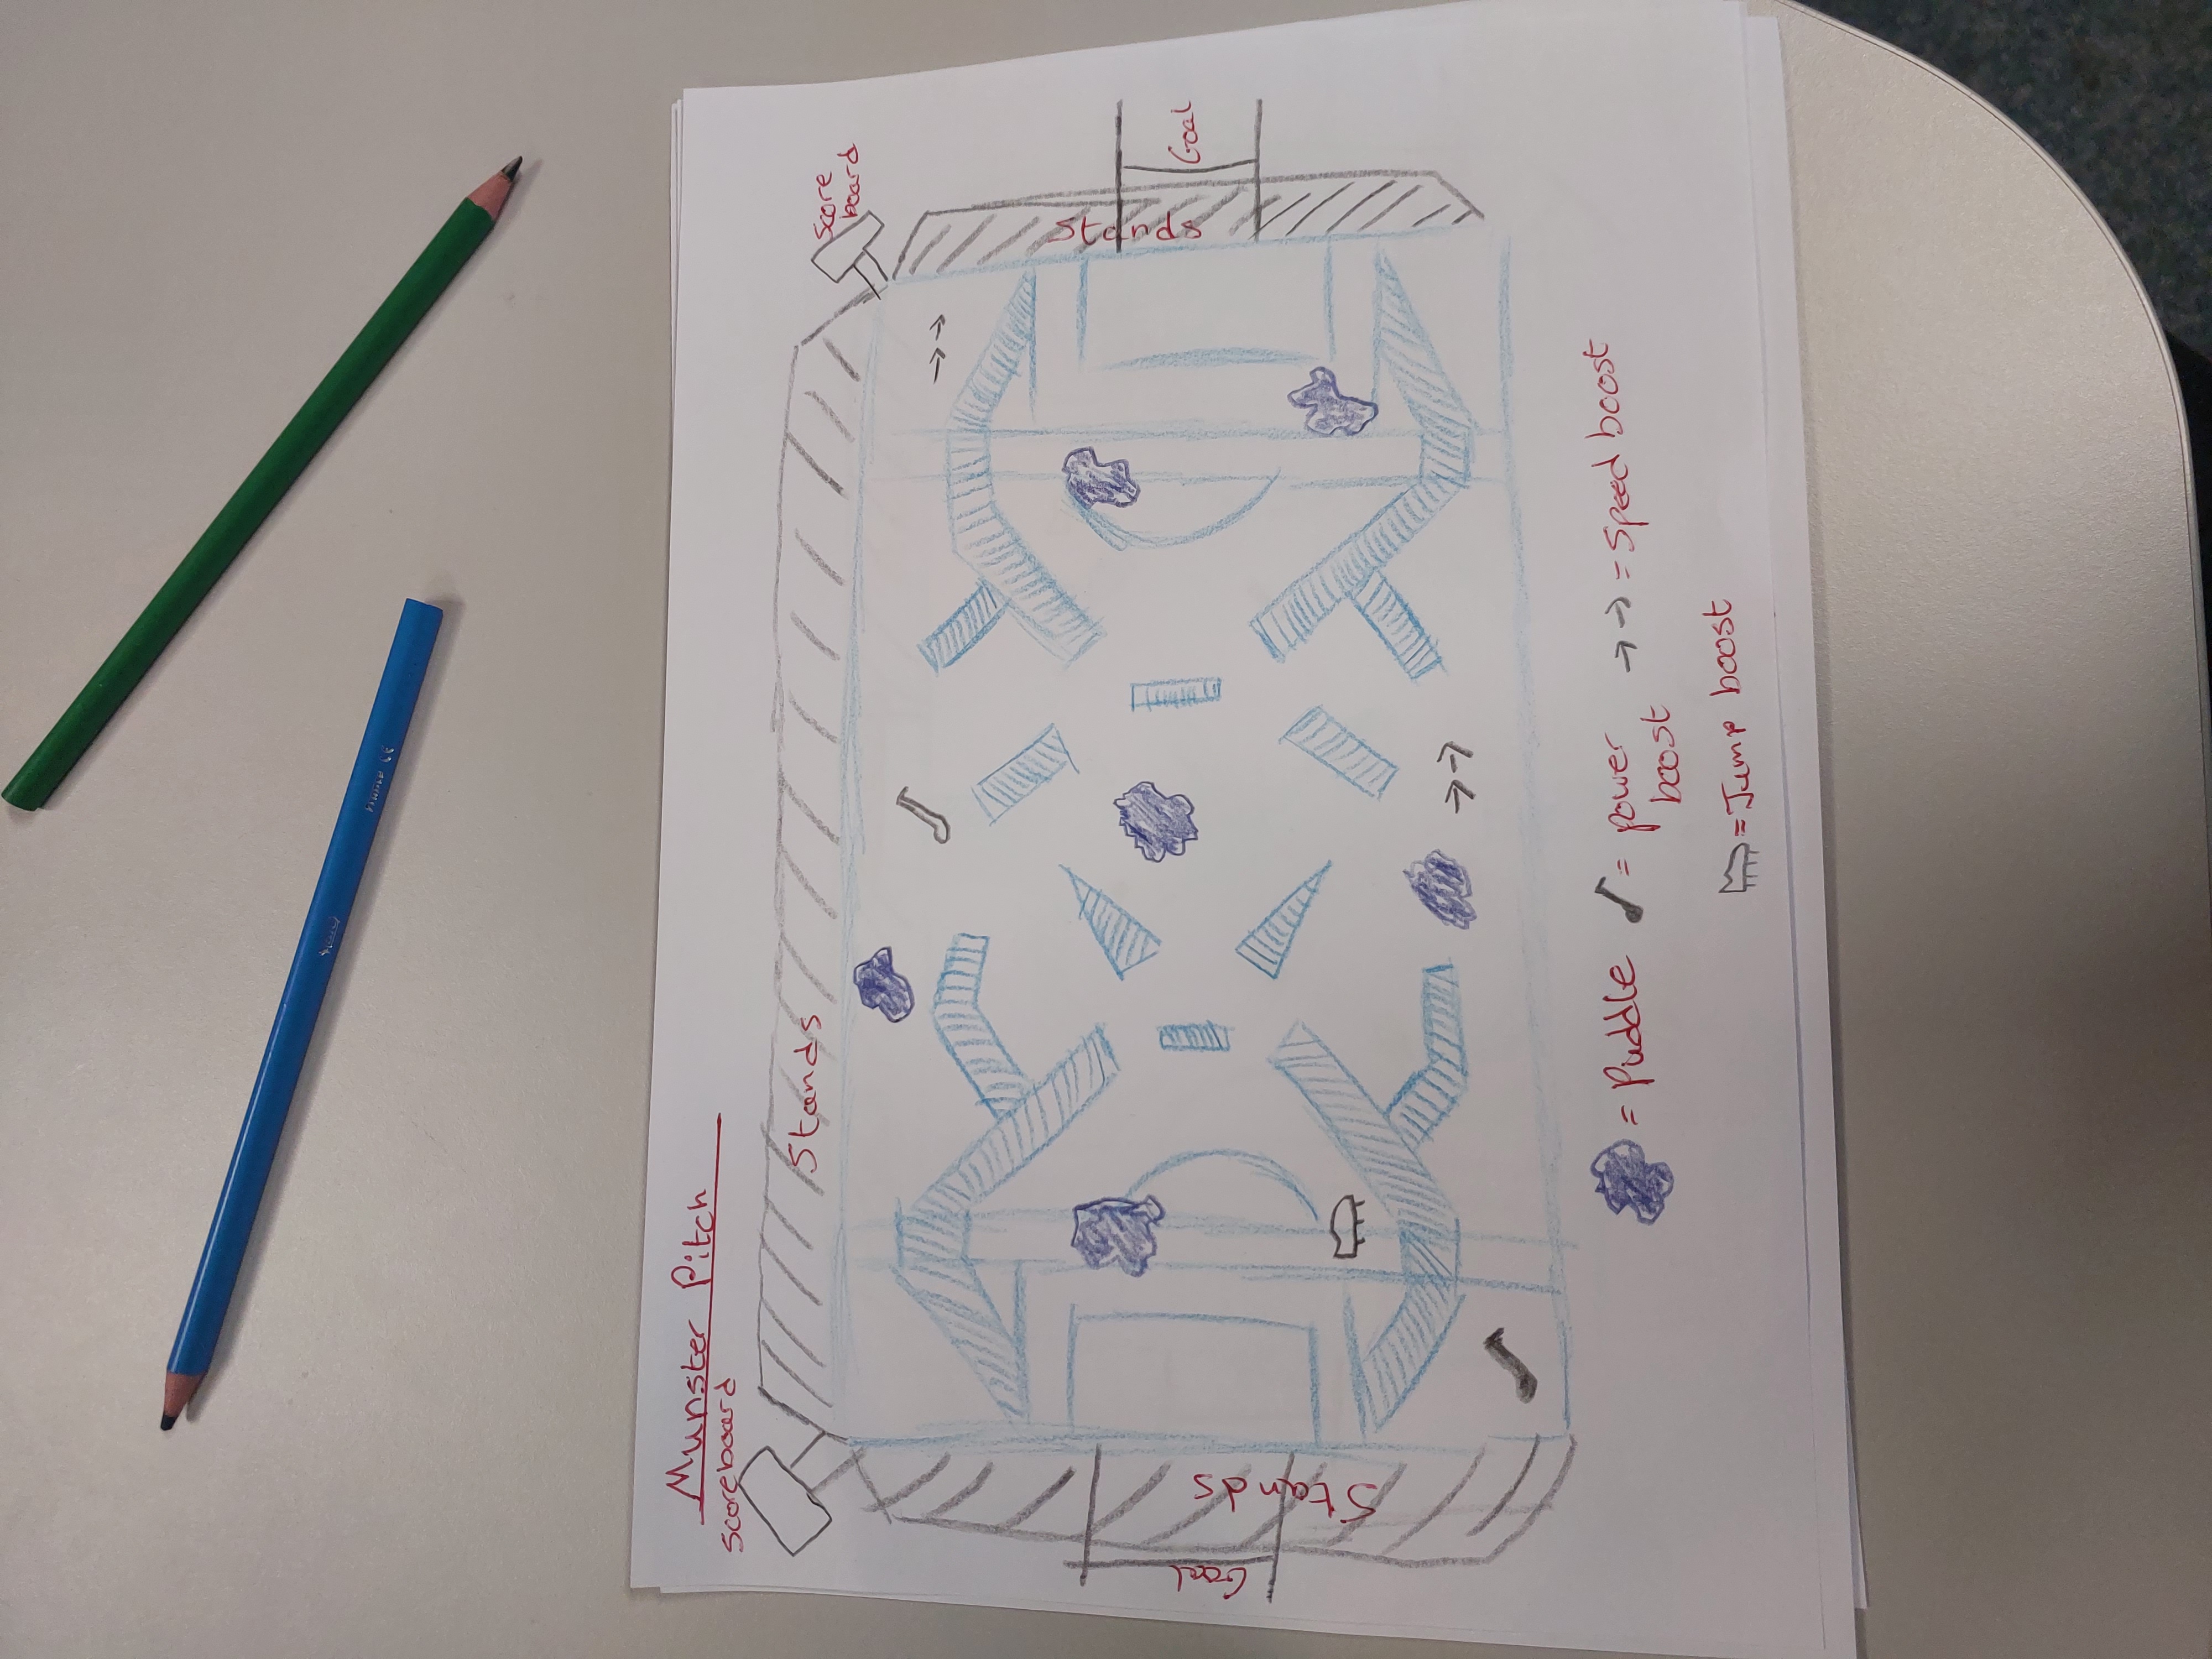 Munster Pitch
Scoreboard
Stands
Score
board
Goal
Stands
Stands
Goal
= Puddle
= power
boost
= Speed boost
= Jump boost